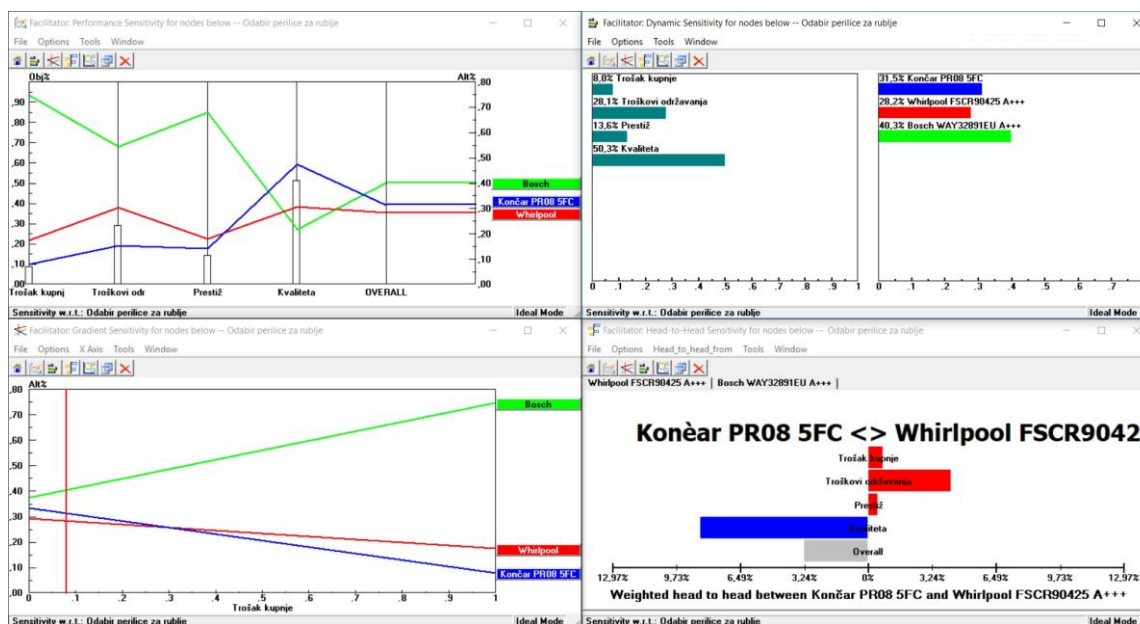 Facilitator: Performance Sensitivity for nodes below -- Odabir perilice za rublje
File Options Tools Window
Obj%
Alt%
,90
,80
,70
,60
,50
,40
,30
,20
,10
,00
,80
,70
,60
,50
,40
,30
,20
,10
,00
Bosch
Končar PR08 5FC
Whirlpool
Trošak kupnj
Troškovi odr
Prestiž
Kvaliteta
OVERALL
Sensitivity w.r.t.: Odabir perilice za rublje
Ideal Mode
Facilitator: Dynamic Sensitivity for nodes below -- Odabir perilice za rublje
File Options Tools Window
8,0% Trošak kupnje
28,1% Troškovi održavanja
13,6% Prestiž
50,3% Kvaliteta
0 .1 .2 .3 .4 .5 .6 .7 .8 .9 1
31,5% Končar PR08 5FC
28,2% Whirlpool FSCR90425 A+++
40,3% Bosch WAY32891EU A+++
0 .1 .2 .3 .4 .5 .6 .7
Sensitivity w.r.t.: Odabir perilice za rublje
Ideal Mode
Facilitator: Gradient Sensitivity for nodes below -- Odabir perilice za rublje
File Options X Axis Tools Window
Alt%
,80
,70
,60
,50
,40
,30
,20
,10
,00
Bosch
Whirlpool
Končar PR08 5FC
0 .1 .2 .3 .4 .5 .6 .7 .8 .9 1
Trošak kupnje
Sensitivity w.r.t.: Odabir perilice za rublje
Ideal Mode
Facilitator: Head-to-Head Sensitivity for nodes below -- Odabir perilice za rublje
File Options Head_to_head_from Tools Window
Whirlpool FSCR90425 A+++ | Bosch WAY32891EU A+++ |
Konèar PR08 5FC <> Whirlpool FSCR9042
Trošak kupnje
Troškovi održavanja
Prestiž
Kvaliteta
Overall
12,97% 9,73% 6,49% 3,24% 0% 3,24% 6,49% 9,73% 12,97%
Weighted head to head between Končar PR08 5FC and Whirlpool FSCR90425 A+++
Sensitivity w.r.t.: Odabir perilice za rublje
Ideal Mode